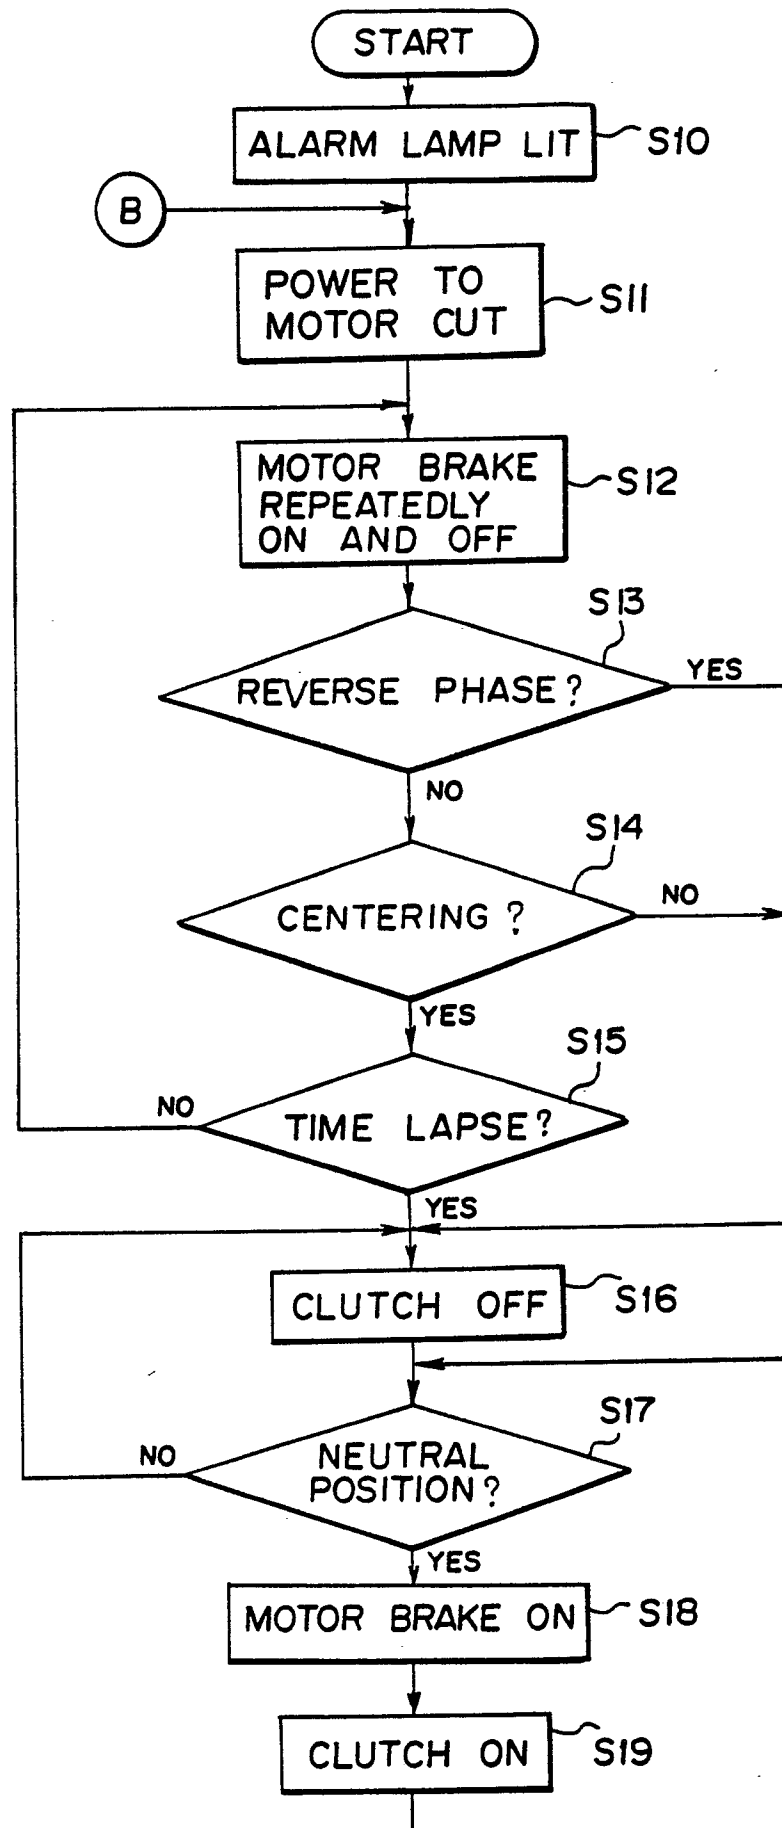 START
ALARM LAMP LIT
S10
B
POWER TO
MOTOR CUT
S11
MOTOR BRAKE
REPEATEDLY
ON AND OFF
S12
S13
REVERSE PHASE?
YES
NO
S14
CENTERING ?
NO
YES
S15
NO
TIME LAPSE?
YES
CLUTCH OFF
S16
S17
NO
NEUTRAL
POSITION?
YES
MOTOR BRAKE ON
S18
CLUTCH ON
S19